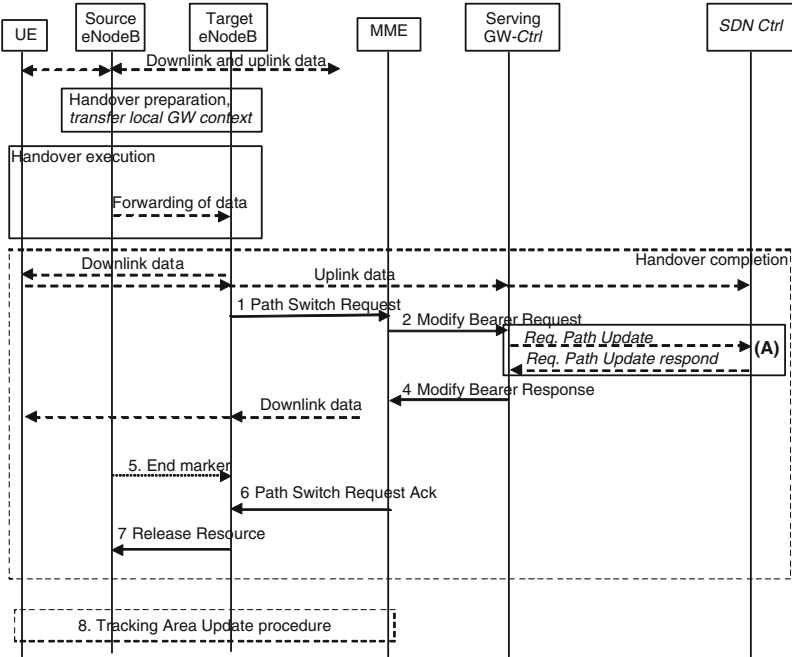 UE
Source
eNodeB
Target
eNodeB
MME
Serving
GW-Ctrl
SDN Ctrl
Downlink and uplink data
Handover preparation,
transfer local GW context
Handover execution
Forwarding of data
Handover completion
Downlink data
Uplink data
1 Path Switch Request
2 Modify Bearer Request
Req. Path Update
(A)
Req. Path Update respond
4 Modify Bearer Response
Downlink data
5. End marker
6 Path Switch Request Ack
7 Release Resource
8. Tracking Area Update procedure